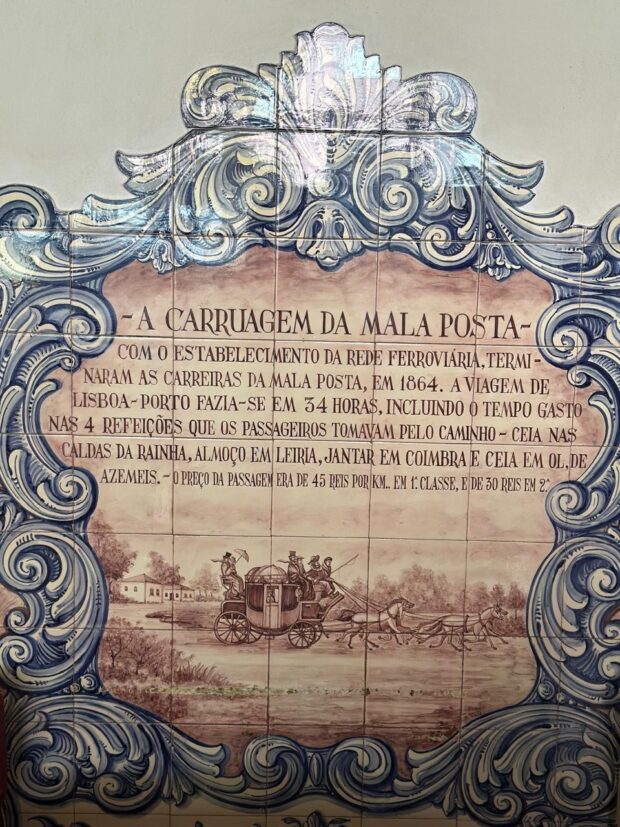 - A CARRUAGEM DA MALA POSTA -
COM O ESTABELECIMENTO DA REDE FERROVIÁRIA, TERMI -
NARAM AS CARREIRAS DA MALA POSTA, EM 1864. A VIAGEM DE
LISBOA - PORTO FAZIA-SE EM 34 HORAS, INCLUINDO O TEMPO GASTO
NAS 4 REFEIÇÕES QUE OS PASSAGEIROS TOMAVAM PELO CAMINHO - CEIA NAS
CALDAS DA RAINHA, ALMOÇO EM LEIRIA, JANTAR EM COIMBRA E CEIA EM OL. DE
AZEMEIS. - O PREÇO DA PASSAGEM ERA DE 45 REIS POR KM.. EM 1ª. CLASSE, E DE 30 REIS EM 2ª.